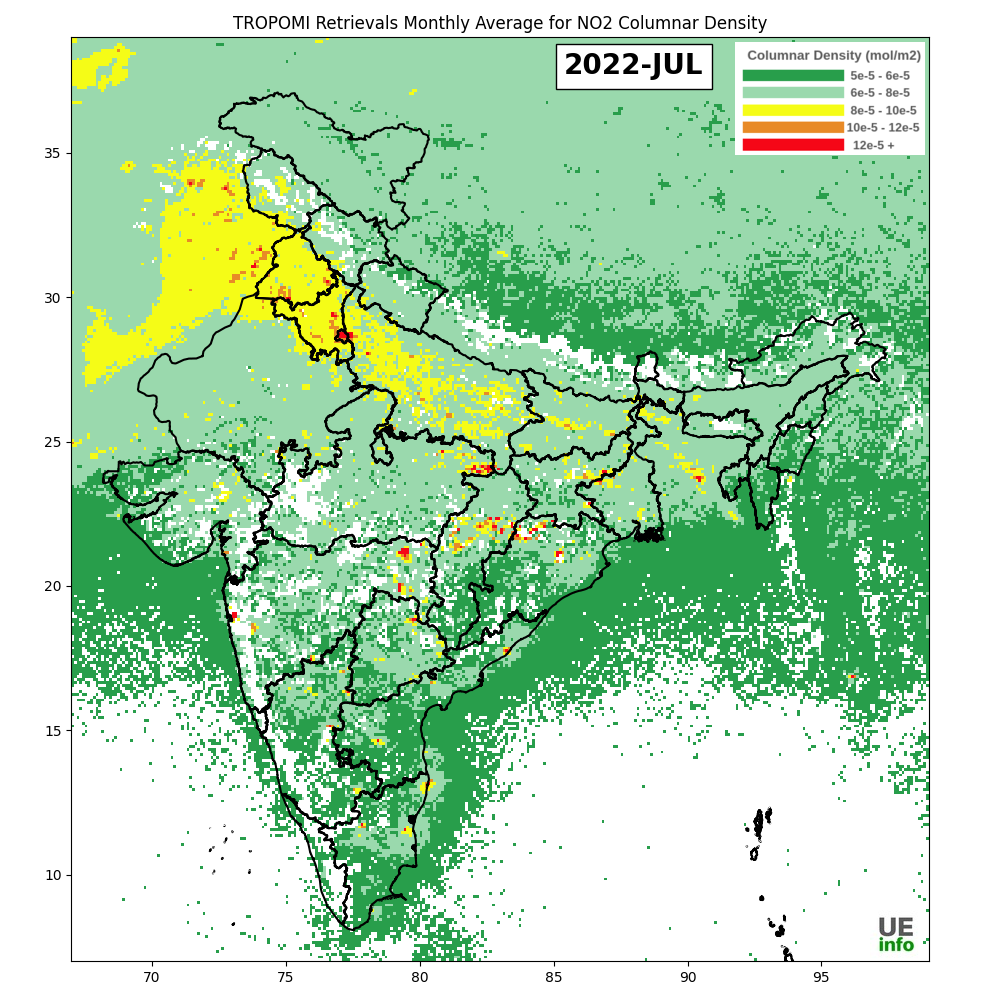 TROPOMI Retrievals Monthly Average for NO2 Columnar Density
2022-JUL
Columnar Density (mol/m2)
5e-5 - 6e-5
6e-5 - 8e-5
8e-5 - 10e-5
10e-5 - 12e-5
12e-5 +
35
30
25
20
15
10
UE
info
70 75 80 85 90 95